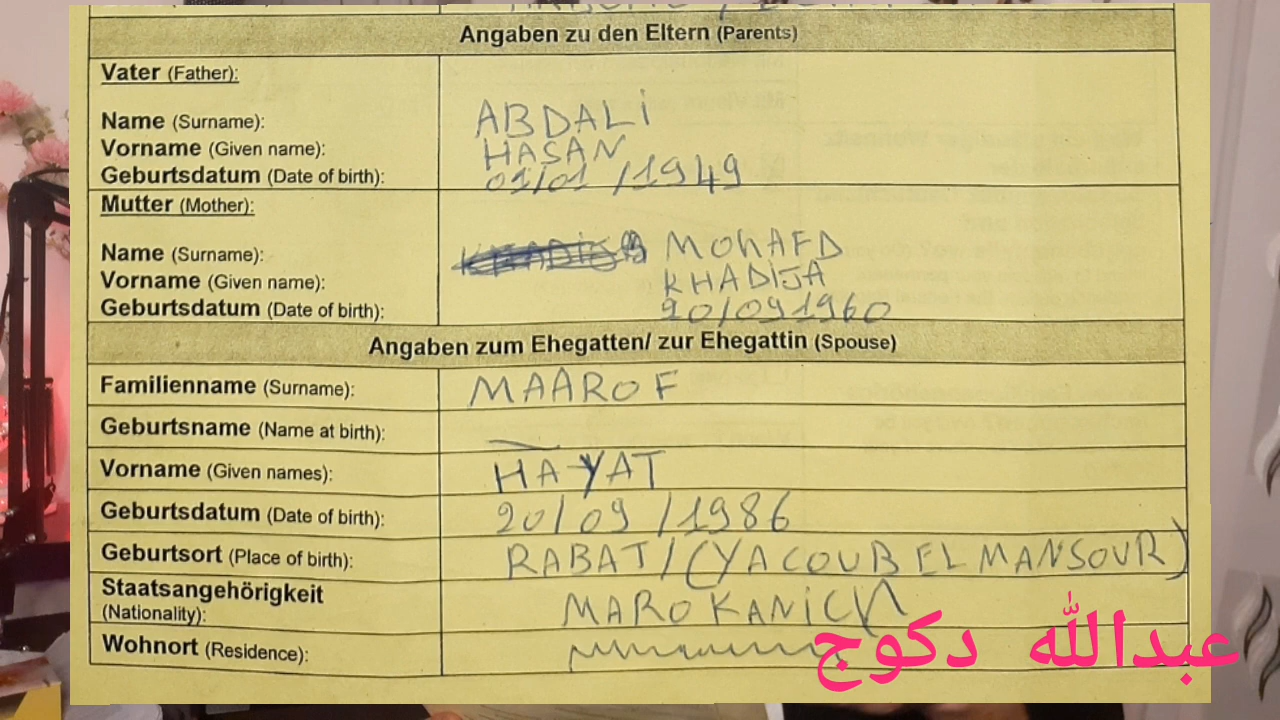 Angaben zu den Eltern (Parents)
Vater (Father):
Name (Surname): ABDALI
Vorname (Given name): HASAN
Geburtsdatum (Date of birth): 01/01/1949
Mutter (Mother):
Name (Surname): MOHAFD
Vorname (Given name): KHADIJA
Geburtsdatum (Date of birth): 20/091960
Angaben zum Ehegatten/ zur Ehegattin (Spouse)
Familienname (Surname): MAAROF
Geburtsname (Name at birth):
Vorname (Given names): HAYAT
Geburtsdatum (Date of birth): 20/09/1986
Geburtsort (Place of birth): RABAT/(YACOUB EL MANSOUR)
Staatsangehörigkeit
(Nationality): MAROKANICH
Wohnort (Residence):
عبدالله دكوج